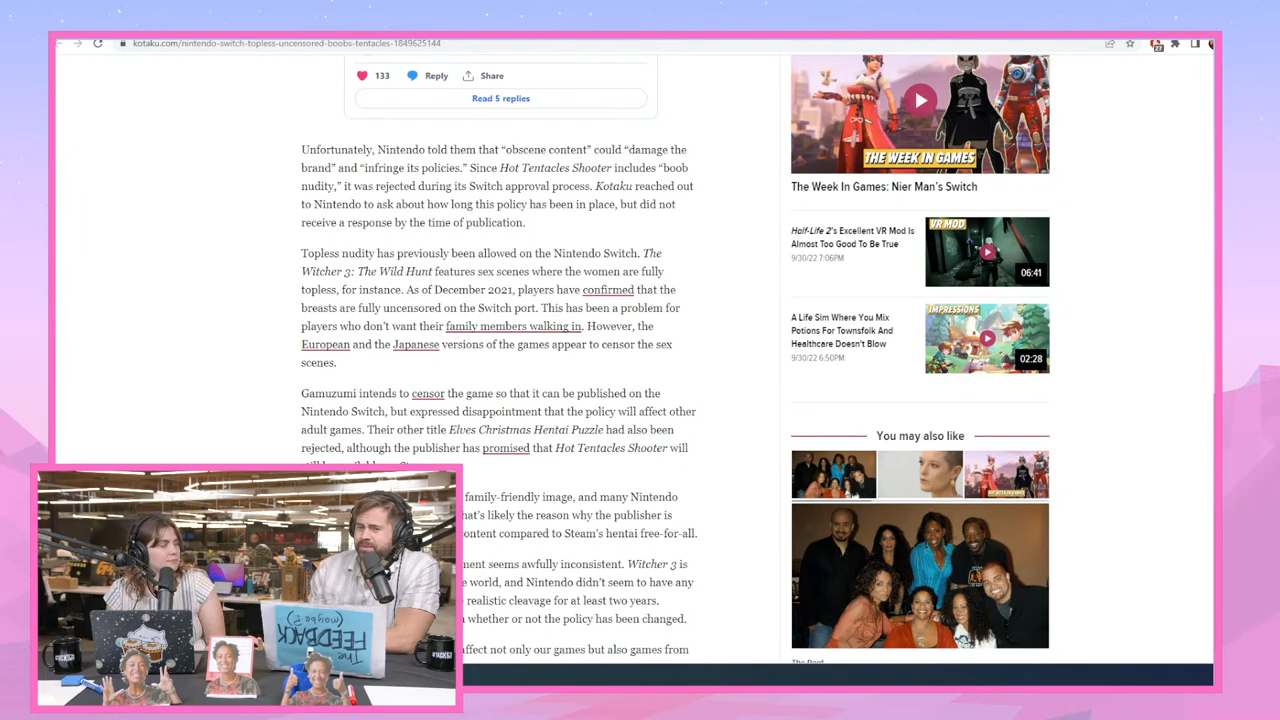 kotaku.com/nintendo-switch-topless-uncensored-boobs-tentacles-1849625144
27
133 Reply Share
Read 5 replies
Unfortunately, Nintendo told them that “obscene content” could “damage the
brand” and “infringe its policies.” Since Hot Tentacles Shooter includes “boob
nudity,” it was rejected during its Switch approval process. Kotaku reached out
to Nintendo to ask about how long this policy has been in place, but did not
receive a response by the time of publication.
Topless nudity has previously been allowed on the Nintendo Switch. The
Witcher 3: The Wild Hunt features sex scenes where the women are fully
topless, for instance. As of December 2021, players have confirmed that the
breasts are fully uncensored on the Switch port. This has been a problem for
players who don’t want their family members walking in. However, the
European and the Japanese versions of the games appear to censor the sex
scenes.
Gamuzumi intends to censor the game so that it can be published on the
Nintendo Switch, but expressed disappointment that the policy will affect other
adult games. Their other title Elves Christmas Hentai Puzzle had also been
rejected, although the publisher has promised that Hot Tentacles Shooter will
family-friendly image, and many Nintendo
hat’s likely the reason why the publisher is
ontent compared to Steam’s hentai free-for-all.
nent seems awfully inconsistent. Witcher 3 is
e world, and Nintendo didn’t seem to have any
realistic cleavage for at least two years.
whether or not the policy has been changed.
affect not only our games but also games from
THE WEEK IN GAMES
The Week In Games: Nier Man’s Switch
Half-Life 2’s Excellent VR Mod Is
Almost Too Good To Be True
9/30/22 7:06PM
VR MOD
06:41
A Life Sim Where You Mix
Potions For Townsfolk And
Healthcare Doesn’t Blow
9/30/22 6:50PM
IMPRESSIONS
02:28
You may also like
The Root
The
FEEDBACK
(maybe?)